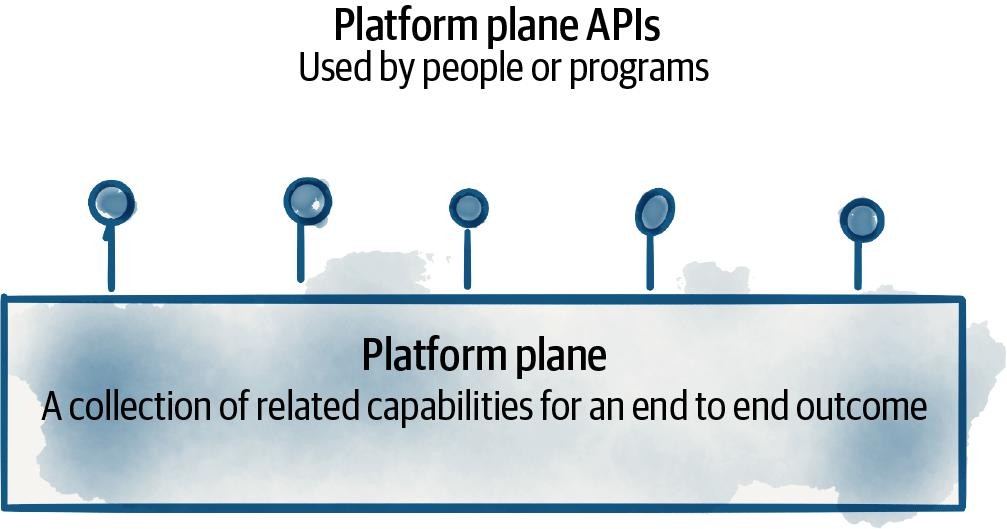 Platform plane APIs
Used by people or programs
Platform plane
A collection of related capabilities for an end to end outcome